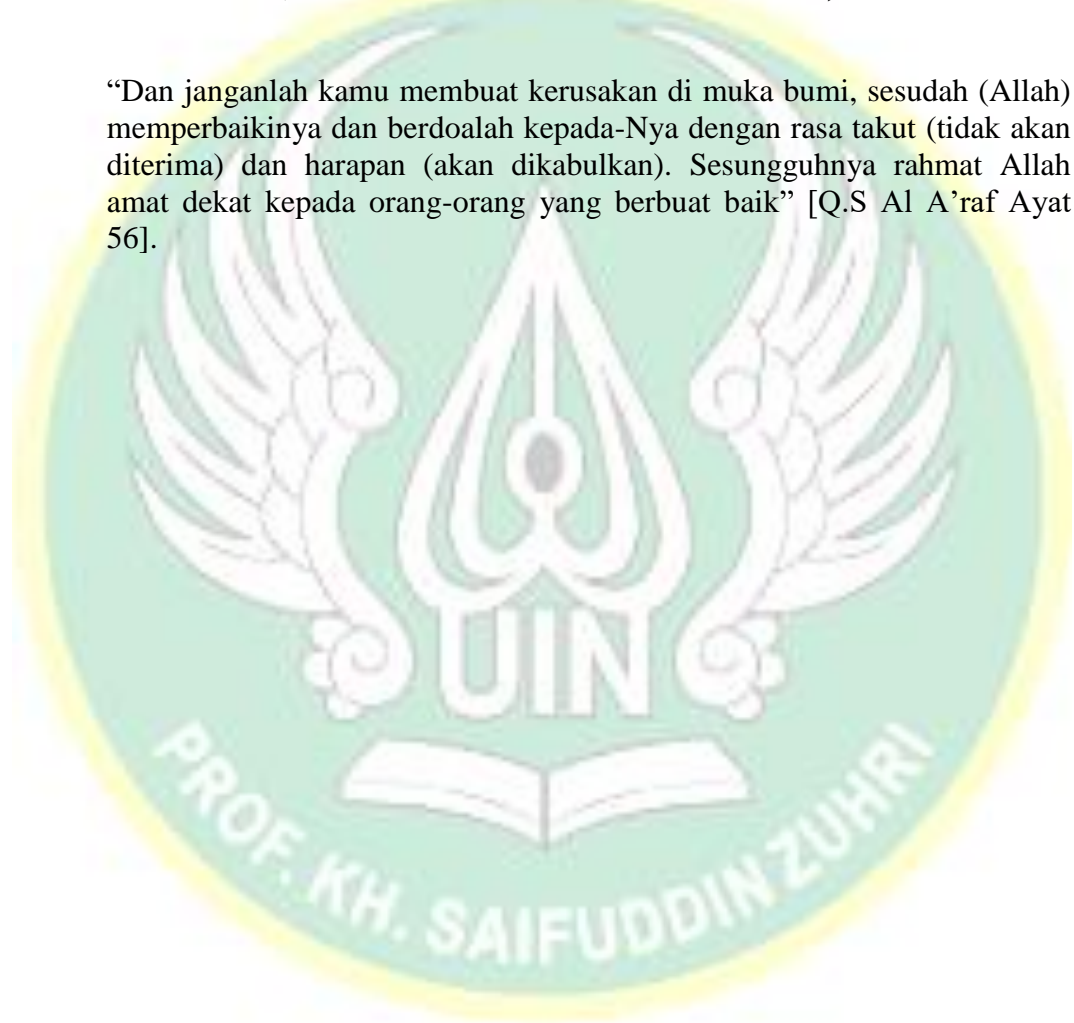 “Dan janganlah kamu membuat kerusakan di muka bumi, sesudah (Allah)
memperbaikinya dan berdoalah kepada-Nya dengan rasa takut (tidak akan
diterima) dan harapan (akan dikabulkan). Sesungguhnya rahmat Allah
amat dekat kepada orang-orang yang berbuat baik” [Q.S Al A’raf Ayat
56].
UIN
PROF. KH. SAIFUDDIN ZUHRI